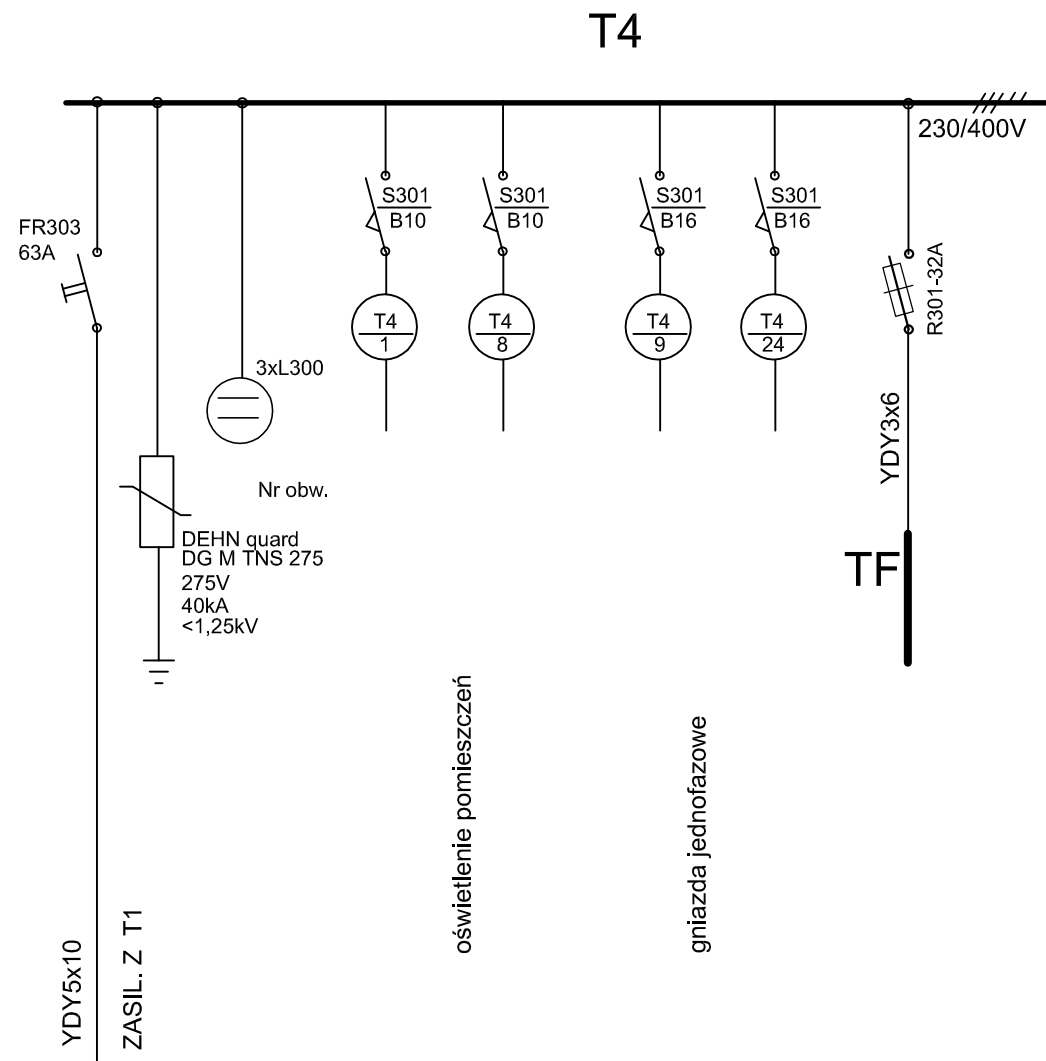 T4
230/400V
FR303
63A
S301
B10
S301
B10
S301
B16
S301
B16
R301-32A
T4
1
T4
8
T4
9
T4
24
3xL300
YDY3x6
Nr obw.
DEHN quard
DG M TNS 275
275V
40kA
<1,25kV
TF
oświetlenie pomieszczeń
gniazda jednofazowe
YDY5x10
ZASIL. Z T1